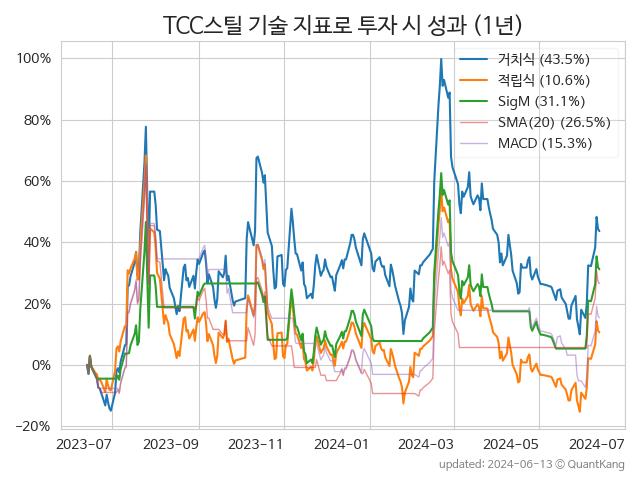 TCC스틸 기술 지표로 투자 시 성과 (1년)
거치식 (43.5%)
적립식 (10.6%)
SigM (31.1%)
SMA(20) (26.5%)
MACD (15.3%)
100%
80%
60%
40%
20%
0%
−20%
2023-07 2023-09 2023-11 2024-01 2024-03 2024-05 2024-07
updated: 2024-06-13 © QuantKang